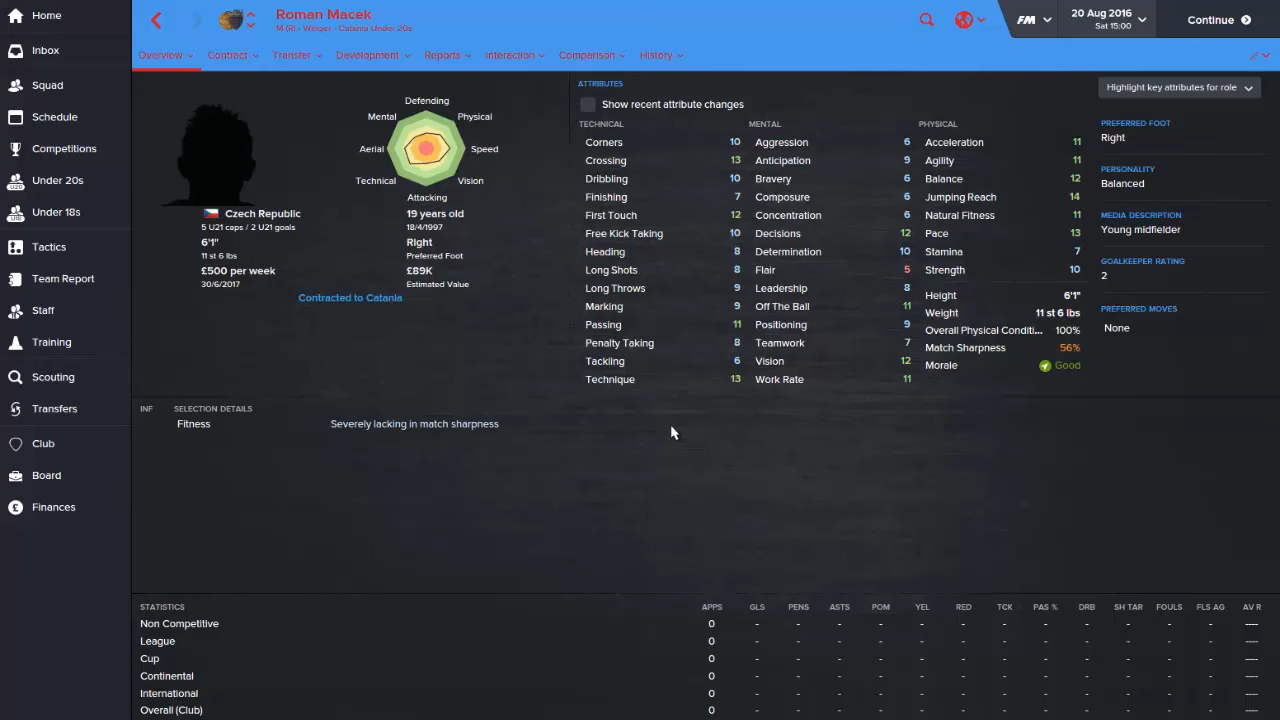 Home
Inbox
Squad
Schedule
Competitions
U20
Under 20s
U18
Under 18s
Tactics
Team Report
Staff
Training
Scouting
Transfers
Club
Board
£
Finances
Roman Macek
M (R) - Winger - Catania Under 20s
FM
20 Aug 2016
Sat 15:00
Continue
Overview
Contract
Transfer
Development
Reports
Interaction
Comparison
History
Defending
Mental
Physical
Aerial
Speed
Technical
Vision
Attacking
Czech Republic
5 U21 caps / 2 U21 goals
6'1"
11 st 6 lbs
£500 per week
30/6/2017
19 years old
18/4/1997
Right
Preferred Foot
£89K
Estimated Value
Contracted to Catania
ATTRIBUTES
Show recent attribute changes
Highlight key attributes for role
TECHNICAL
Corners 10
Crossing 13
Dribbling 10
Finishing 7
First Touch 12
Free Kick Taking 10
Heading 8
Long Shots 8
Long Throws 9
Marking 9
Passing 11
Penalty Taking 8
Tackling 6
Technique 13
MENTAL
Aggression 6
Anticipation 9
Bravery 6
Composure 6
Concentration 6
Decisions 12
Determination 10
Flair 5
Leadership 8
Off The Ball 11
Positioning 9
Teamwork 7
Vision 12
Work Rate 11
PHYSICAL
Acceleration 11
Agility 11
Balance 12
Jumping Reach 14
Natural Fitness 11
Pace 13
Stamina 7
Strength 10
Height 6'1"
Weight 11 st 6 lbs
Overall Physical Conditi... 100%
Match Sharpness 56%
Morale Good
PREFERRED FOOT
Right
PERSONALITY
Balanced
MEDIA DESCRIPTION
Young midfielder
GOALKEEPER RATING
2
PREFERRED MOVES
None
INF SELECTION DETAILS
Fitness Severely lacking in match sharpness
STATISTICS APPS GLS PENS ASTS POM YEL RED TCK PAS % DRB SH TAR FOULS FLS AG AV R
Non Competitive 0 - - - - - - - - - - - - ----
League 0 - - - - - - - - - - - - ----
Cup 0 - - - - - - - - - - - - ----
Continental 0 - - - - - - - - - - - - ----
International 0 - - - - - - - - - - - - ----
Overall (Club) 0 - - - - - - - - - - - - ----